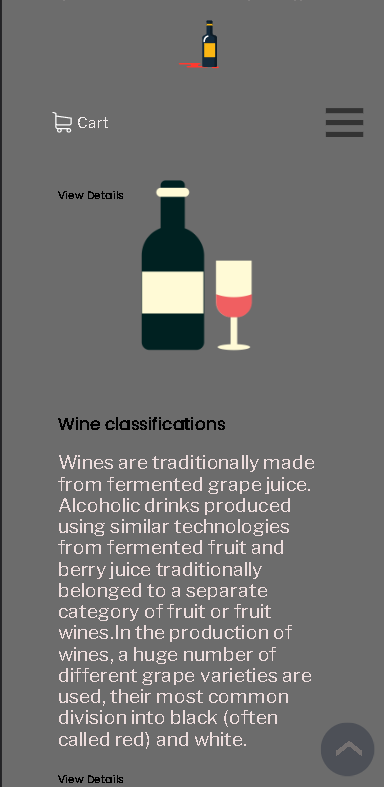 Cart
View Details
Wine classifications
Wines are traditionally made
from fermented grape juice.
Alcoholic drinks produced
using similar technologies
from fermented fruit and
berry juice traditionally
belonged to a separate
category of fruit or fruit
wines.In the production of
wines, a huge number of
different grape varieties are
used, their most common
division into black (often
called red) and white.
View Details